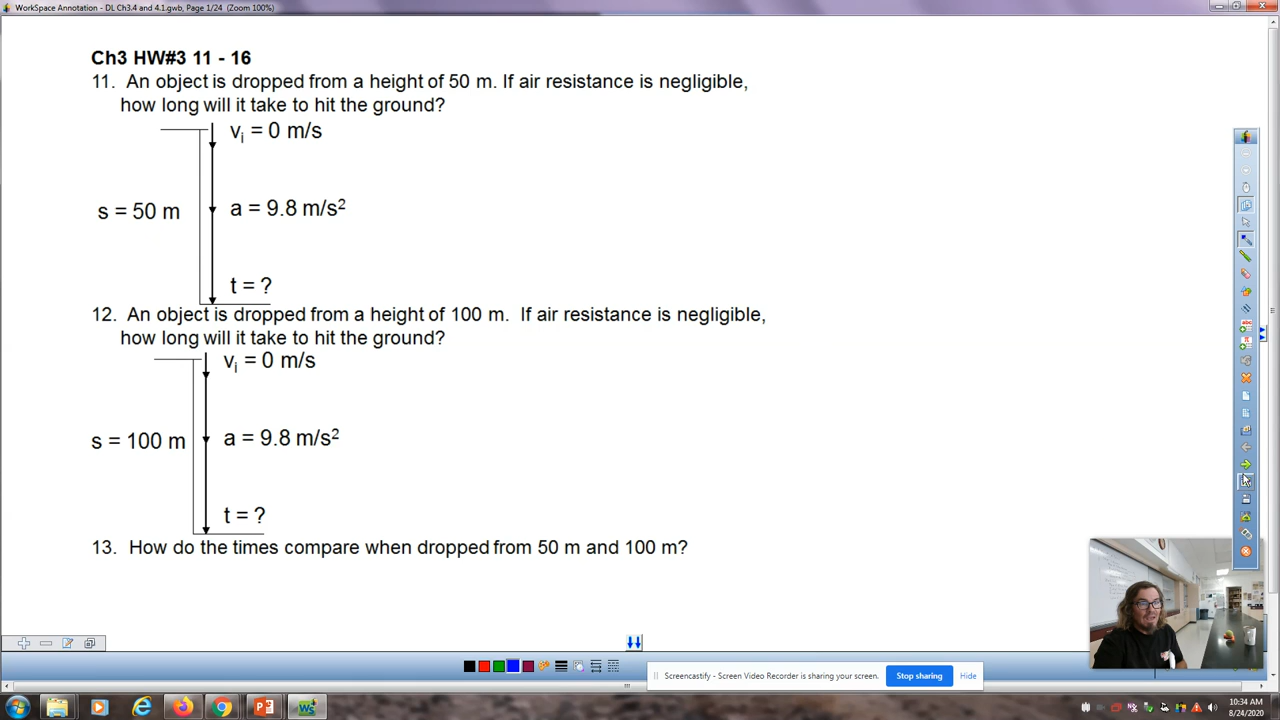 WorkSpace Annotation - DL Ch3.4 and 4.1.gwb, Page 1/24 (Zoom 100%)
Ch3 HW#3 11 - 16
11. An object is dropped from a height of 50 m. If air resistance is negligible,
how long will it take to hit the ground?
vᵢ = 0 m/s
s = 50 m
a = 9.8 m/s²
t = ?
12. An object is dropped from a height of 100 m. If air resistance is negligible,
how long will it take to hit the ground?
vᵢ = 0 m/s
s = 100 m
a = 9.8 m/s²
t = ?
13. How do the times compare when dropped from 50 m and 100 m?
Screencastify - Screen Video Recorder is sharing your screen.
Stop sharing
Hide
10:34 AM
8/24/2020